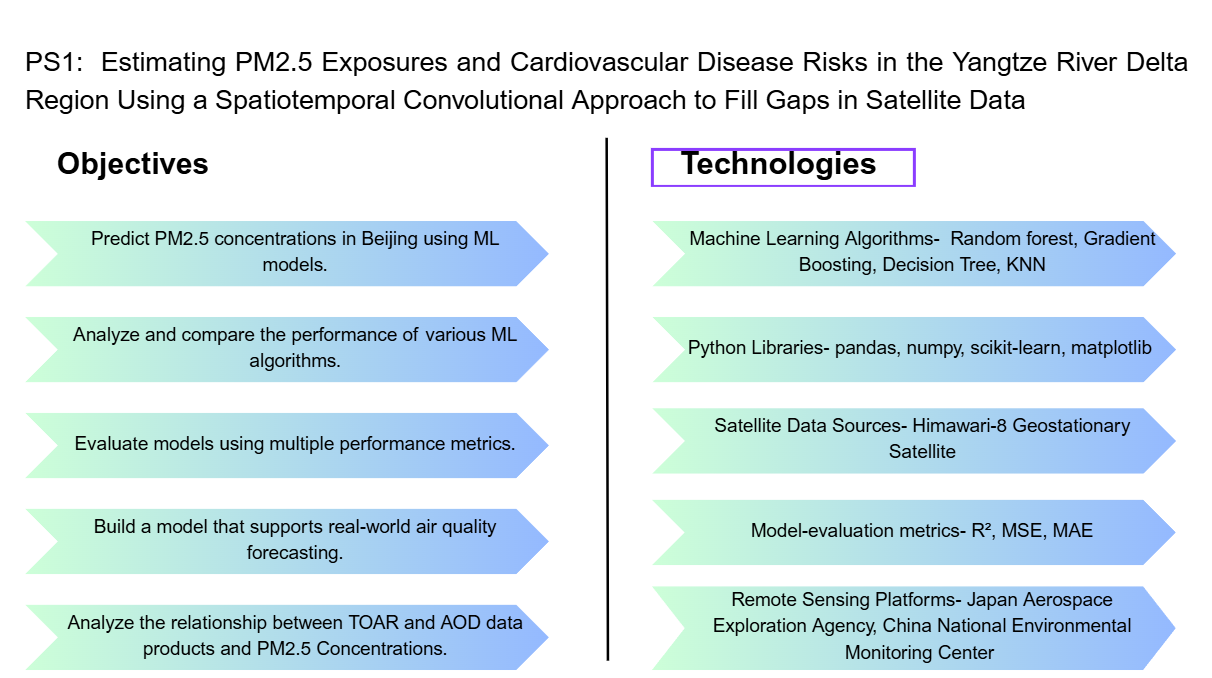 PS1: Estimating PM2.5 Exposures and Cardiovascular Disease Risks in the Yangtze River Delta
Region Using a Spatiotemporal Convolutional Approach to Fill Gaps in Satellite Data
Objectives
Predict PM2.5 concentrations in Beijing using ML
models.
Analyze and compare the performance of various ML
algorithms.
Evaluate models using multiple performance metrics.
Build a model that supports real-world air quality
forecasting.
Analyze the relationship between TOAR and AOD data
products and PM2.5 Concentrations.
Technologies
Machine Learning Algorithms- Random forest, Gradient
Boosting, Decision Tree, KNN
Python Libraries- pandas, numpy, scikit-learn, matplotlib
Satellite Data Sources- Himawari-8 Geostationary
Satellite
Model-evaluation metrics- R², MSE, MAE
Remote Sensing Platforms- Japan Aerospace
Exploration Agency, China National Environmental
Monitoring Center